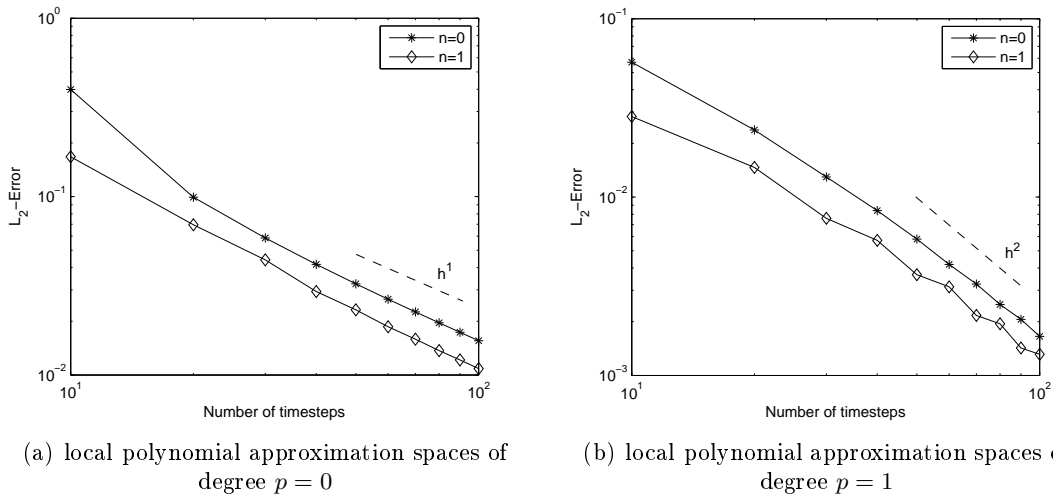 10^0
10^-1
10^-2
10^1
10^2
L_2-Error
Number of timesteps
n=0
n=1
h^1
(a) local polynomial approximation spaces of
degree p = 0
10^-1
10^-2
10^-3
10^1
10^2
L_2-Error
Number of timesteps
n=0
n=1
h^2
(b) local polynomial approximation spaces
degree p = 1